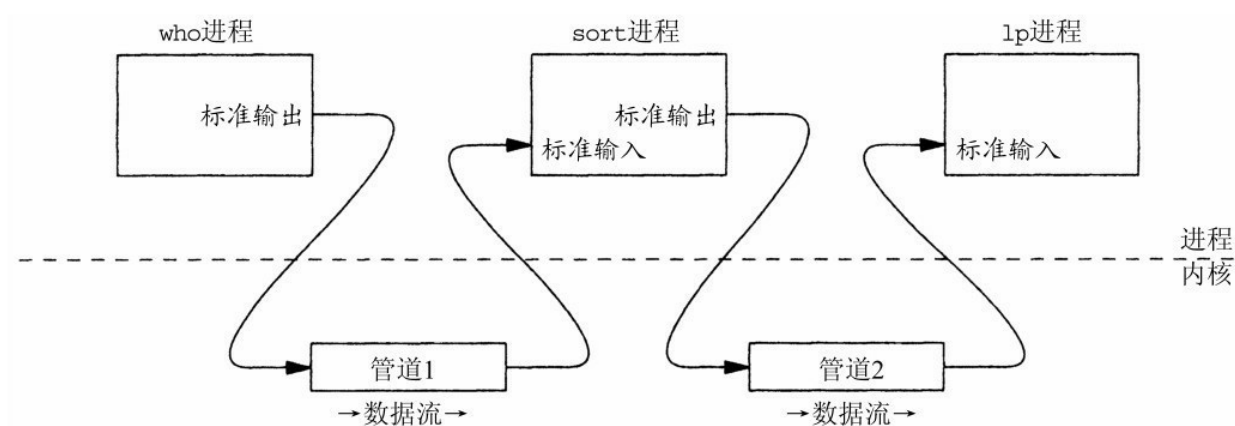 who进程 sort进程 lp进程
标准输出 标准输出
标准输入 标准输入
进程
内核
管道1 管道2
→数据流→ →数据流→